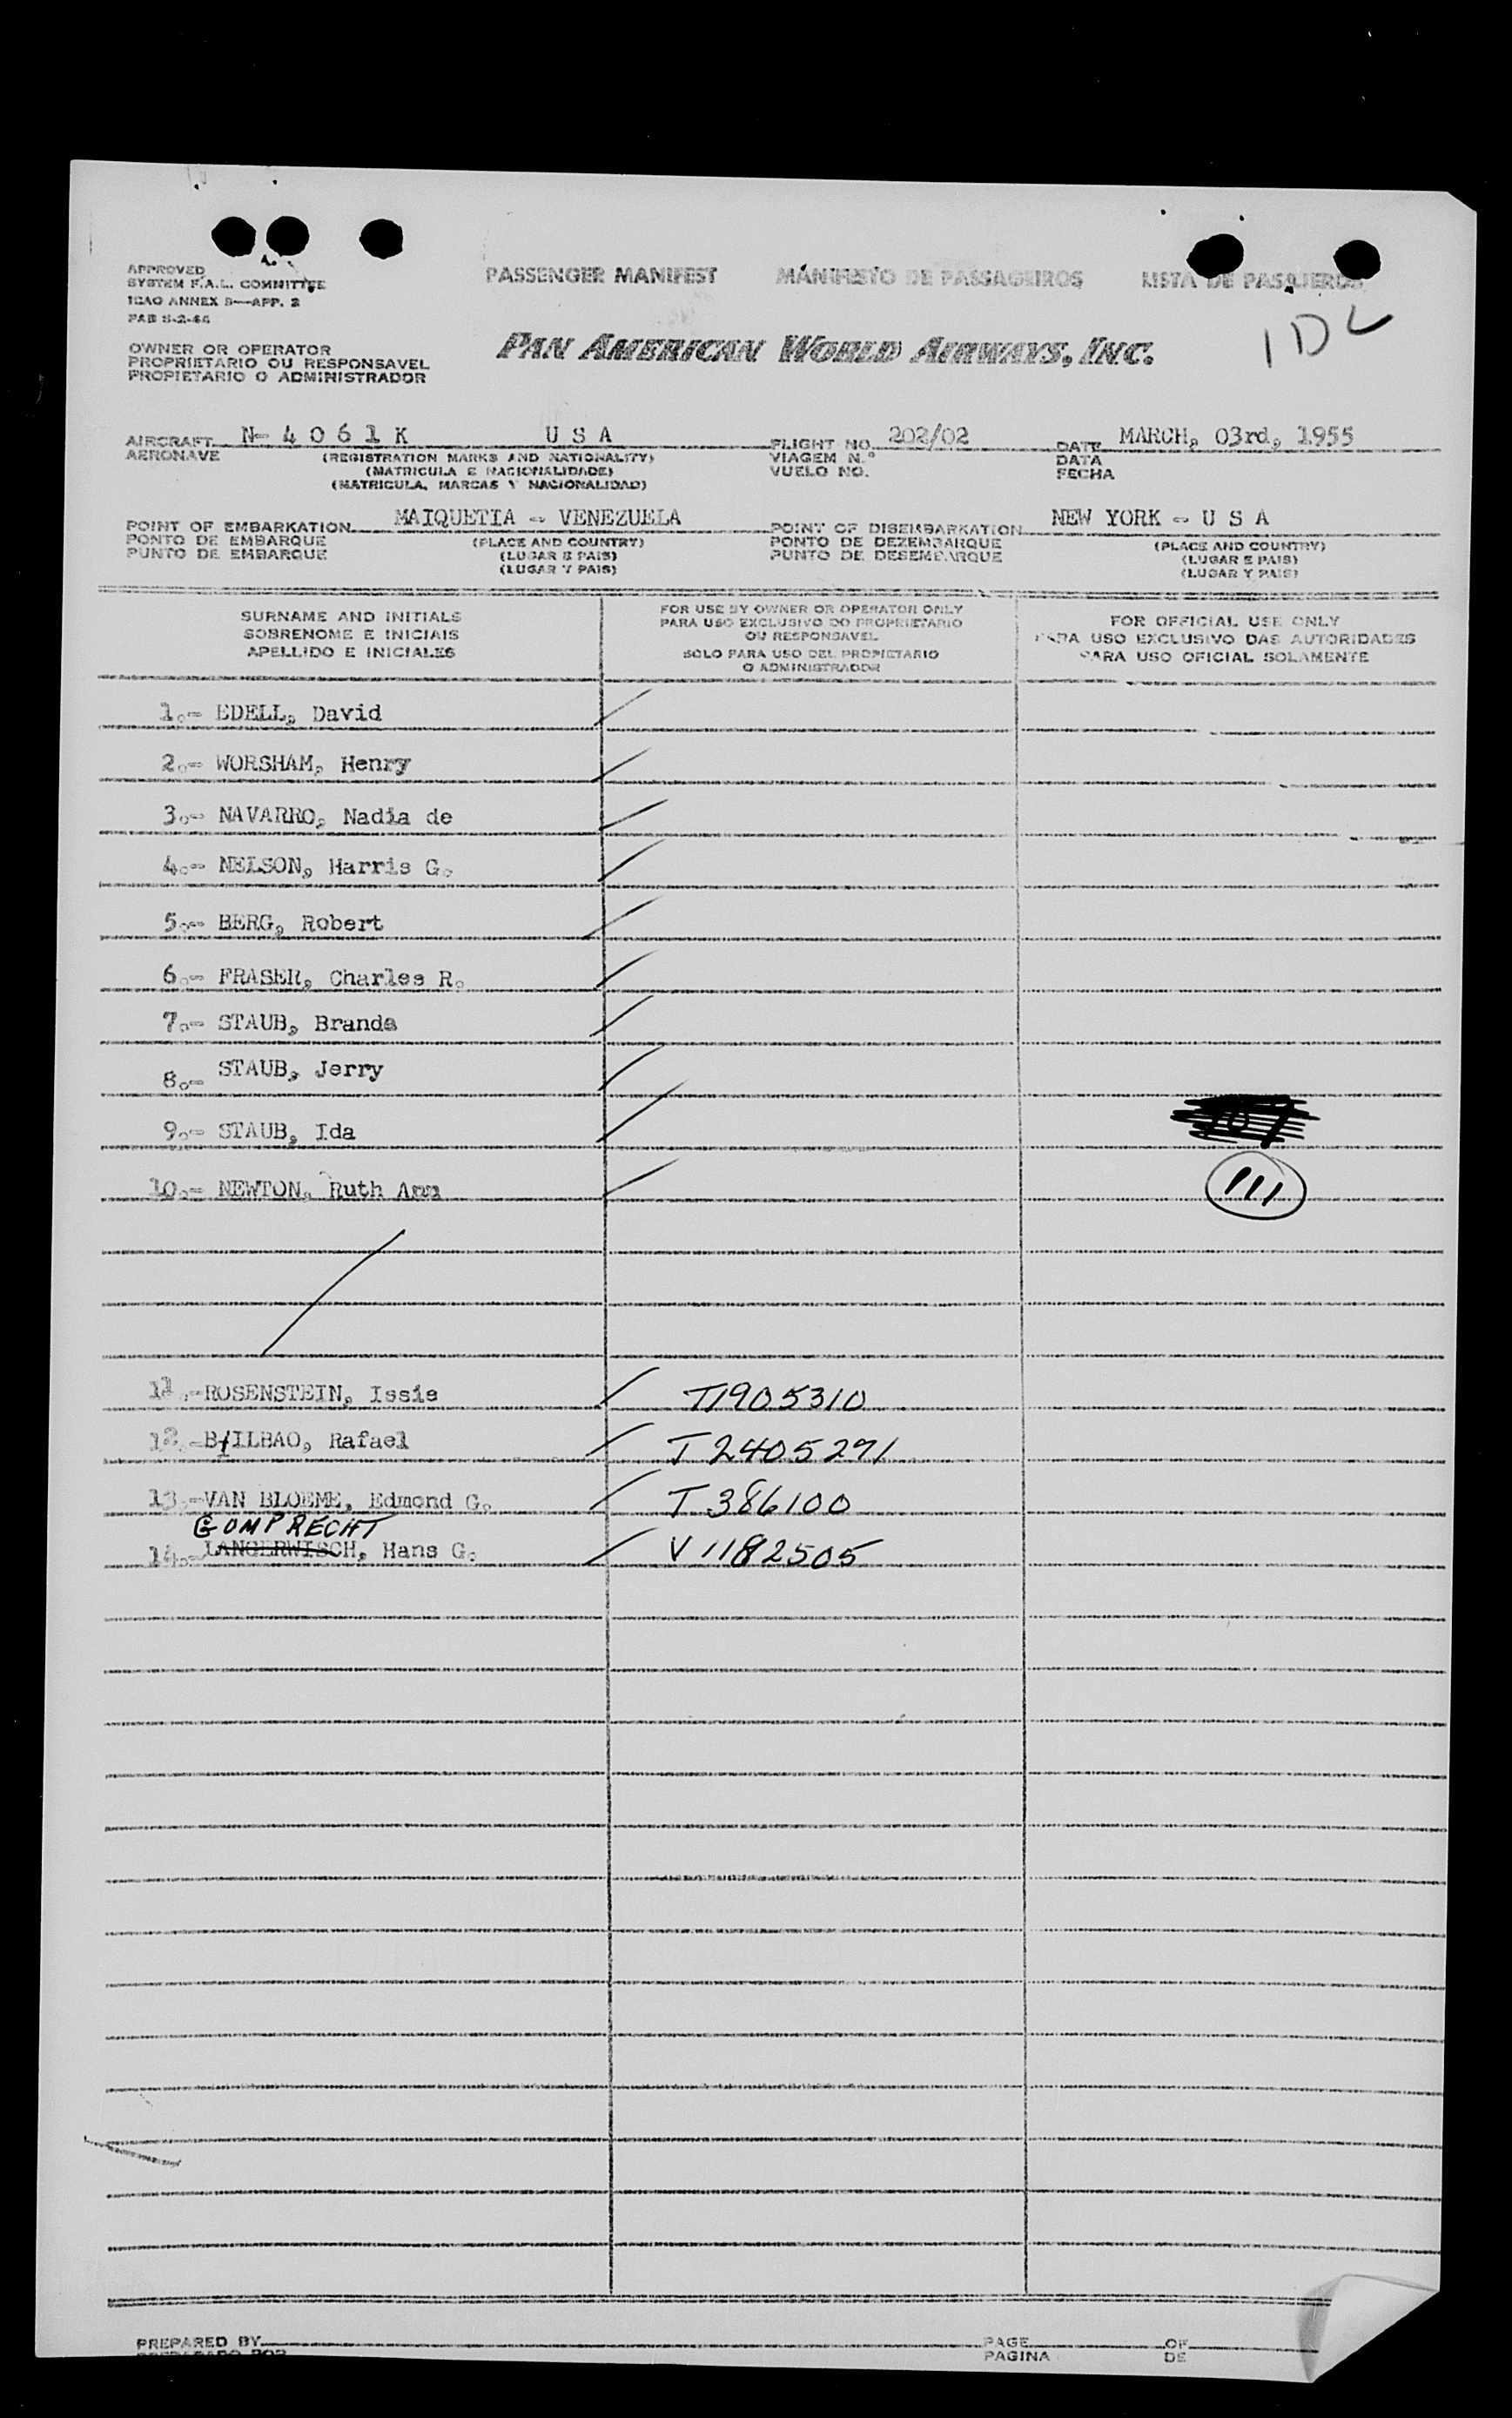 APPROVED
SYSTEM F.A.L. COMMITTEE
ICAO ANNEX 9—APP. 2
PASSENGER MANIFEST MANIFESTO DE PASSAGEIROS LISTA DE PASAJEROS
OWNER OR OPERATOR
PROPRIETARIO OU RESPONSAVEL
PROPIETARIO O ADMINISTRADOR
PAN AMERICAN WORLD AIRWAYS, INC.
AIRCRAFT N- 4 0 6 1 K U S A FLIGHT NO. 202/02 DATE MARCH, 03rd, 1955
AERONAVE (REGISTRATION MARKS AND NATIONALITY) VIAGEM N.º DATA
(MATRICULA E NACIONALIDADE) VUELO NO. FECHA
(MATRICULA, MARCAS Y NACIONALIDAD)
POINT OF EMBARKATION MAIQUETIA - VENEZUELA POINT OF DISEMBARKATION NEW YORK - U S A
PONTO DE EMBARQUE (PLACE AND COUNTRY) PONTO DE DEZEMBARQUE (PLACE AND COUNTRY)
PUNTO DE EMBARQUE (LUGAR E PAIS) PUNTO DE DESEMBARQUE (LUGAR E PAIS)
(LUGAR Y PAIS) (LUGAR Y PAIS)
SURNAME AND INITIALS
SOBRENOME E INICIAIS
APELLIDO E INICIALES
FOR USE BY OWNER OR OPERATOR ONLY
PARA USO EXCLUSIVO DO PROPRIETARIO
OU RESPONSAVEL
SOLO PARA USO DEL PROPIETARIO
O ADMINISTRADOR
FOR OFFICIAL USE ONLY
PARA USO EXCLUSIVO DAS AUTORIDADES
PARA USO OFICIAL SOLAMENTE
1.- EDELL, David
2.- WORSHAM, Henry
3.- NAVARRO, Nadia de
4.- NELSON, Harris G.
5.- BERG, Robert
6.- FRASER, Charles R.
7.- STAUB, Branda
8.- STAUB, Jerry
9.- STAUB, Ida
10.- NEWTON, Ruth Ann 111
11.-ROSENSTEIN, Issie T1905310
12.-BIILBAO, Rafael T 2405291
13.-VAN BLOEME, Edmond G. T 386100
GOMPRECHT
14.-LANGERWISCH, Hans G. V 1182505
PREPARED BY PAGE OF
PAGINA DE